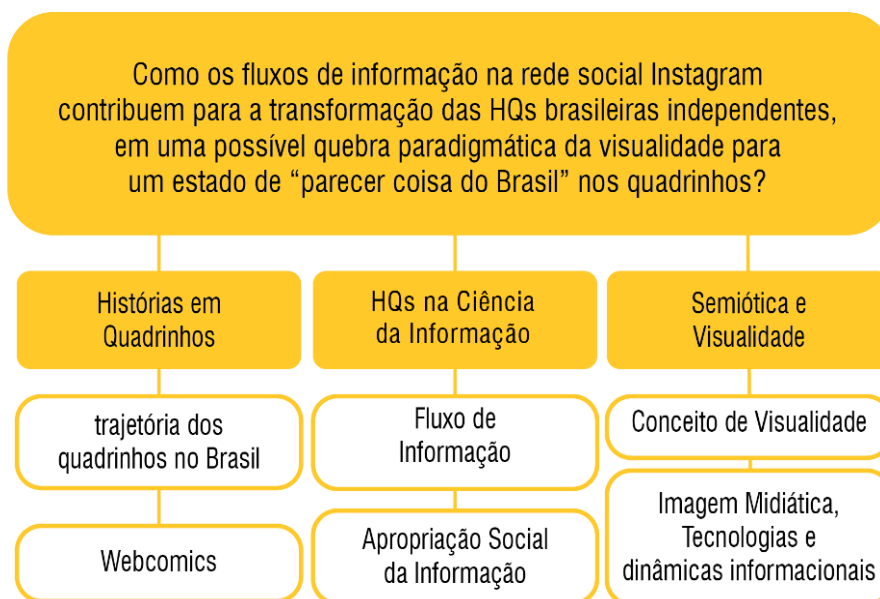 Como os fluxos de informação na rede social Instagram
contribuem para a transformação das HQs brasileiras independentes,
em uma possível quebra paradigmática da visualidade para
um estado de “parecer coisa do Brasil” nos quadrinhos?
Histórias em
Quadrinhos
HQs na Ciência
da Informação
Semiótica e
Visualidade
trajetória dos
quadrinhos no Brasil
Fluxo de
Informação
Conceito de Visualidade
Webcomics
Apropriação Social
da Informação
Imagem Midiática,
Tecnologias e
dinâmicas informacionais